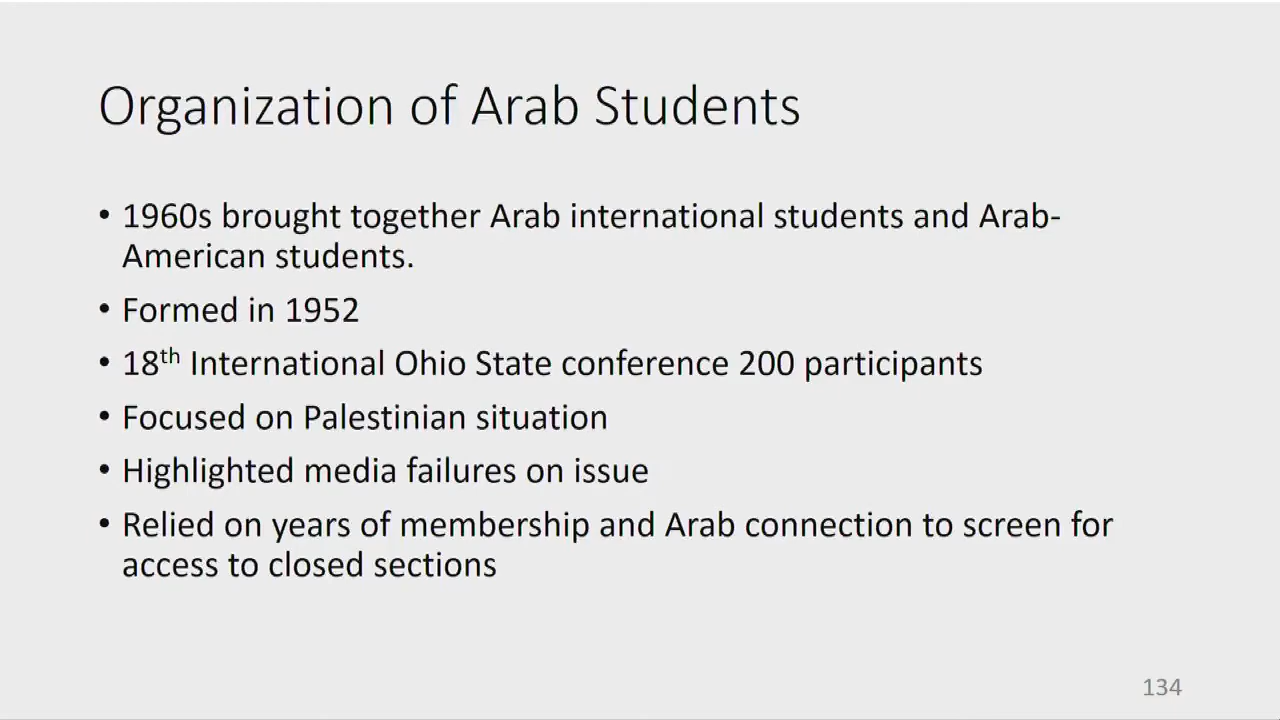 Organization of Arab Students
• 1960s brought together Arab international students and Arab-
American students.
• Formed in 1952
• 18th International Ohio State conference 200 participants
• Focused on Palestinian situation
• Highlighted media failures on issue
• Relied on years of membership and Arab connection to screen for
access to closed sections
134